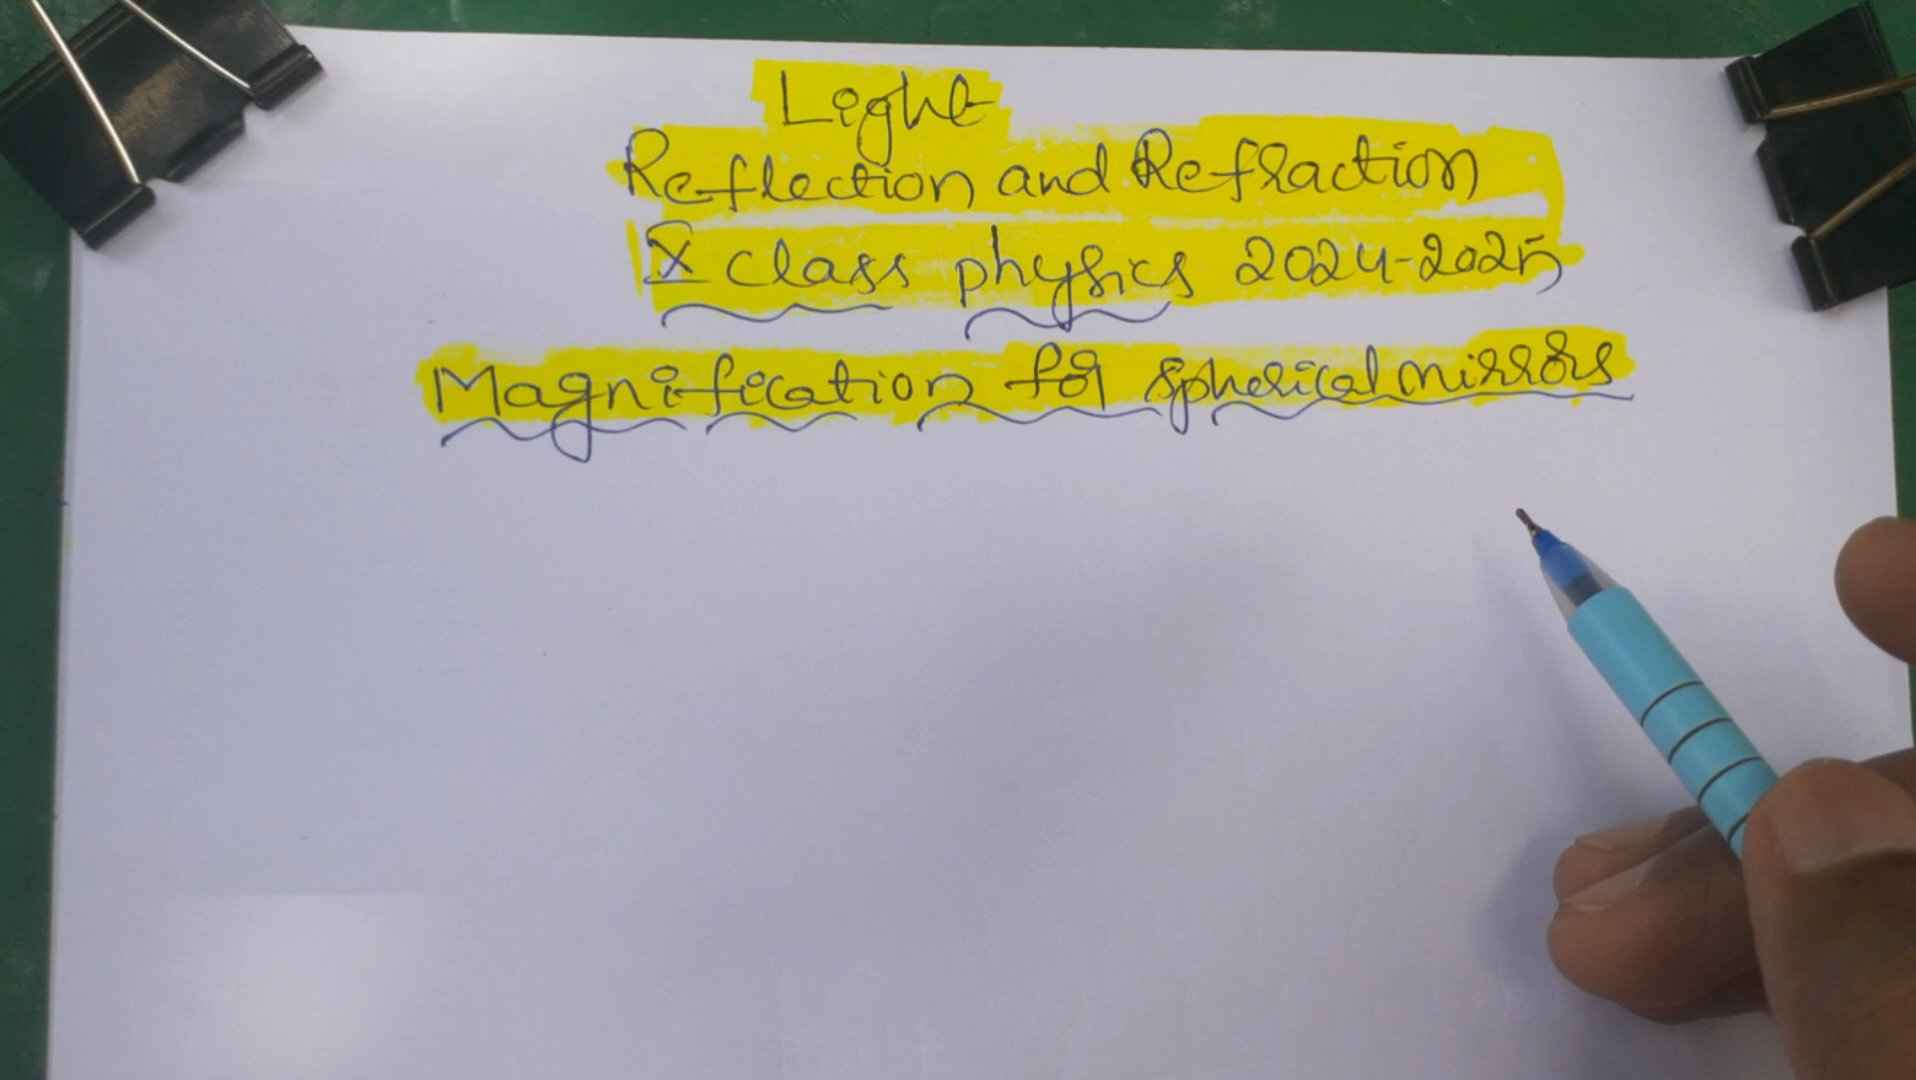 Light
Reflection and Refraction
X class physics 2024-2025
Magnification for spherical mirrors